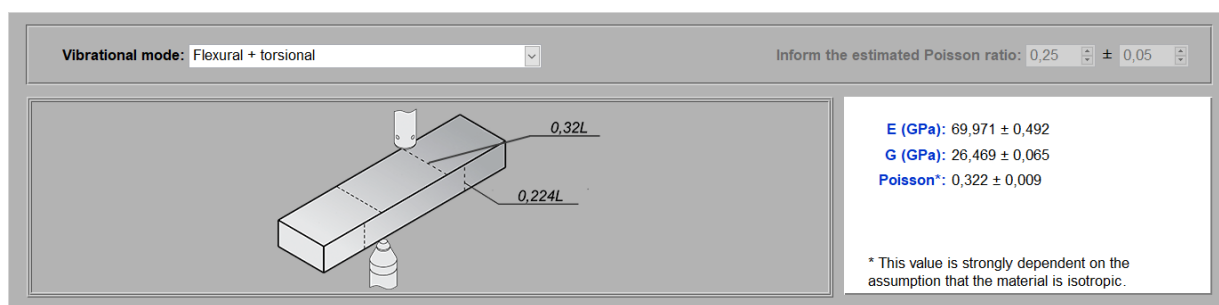 Vibrational mode: Flexural + torsional
Inform the estimated Poisson ratio: 0,25 ± 0,05
0,32L
0,224L
E (GPa): 69,971 ± 0,492
G (GPa): 26,469 ± 0,065
Poisson*: 0,322 ± 0,009
* This value is strongly dependent on the
assumption that the material is isotropic.